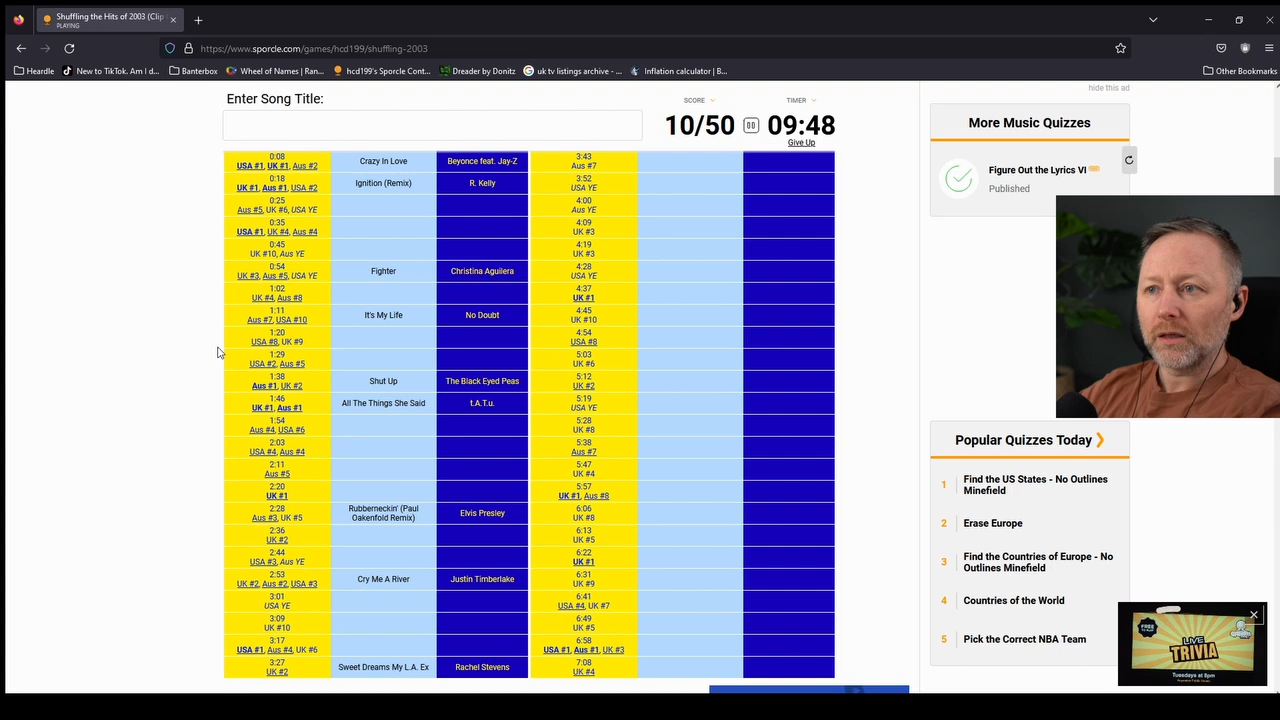 Shuffling the Hits of 2003 (Clip
PLAYING
https://www.sporcle.com/games/hcd199/shuffling-2003
Heardle
New to TikTok. Am I d...
Banterbox
Wheel of Names | Ran...
hcd199's Sporcle Cont...
Dreader by Donitz
uk tv listings archive - ...
Inflation calculator | B...
Other Bookmarks
Enter Song Title:
SCORE
TIMER
10/50
09:48
Give Up
hide this ad
More Music Quizzes
Figure Out the Lyrics VI
Published
0:08
USA #1, UK #1, Aus #2
Crazy In Love
Beyonce feat. Jay-Z
0:18
UK #1, Aus #1, USA #2
Ignition (Remix)
R. Kelly
0:25
Aus #5, UK #6, USA YE
0:35
USA #1, UK #4, Aus #4
0:45
UK #10, Aus YE
0:54
UK #3, Aus #5, USA YE
Fighter
Christina Aguilera
1:02
UK #4, Aus #8
1:11
Aus #7, USA #10
It's My Life
No Doubt
1:20
USA #8, UK #9
1:29
USA #2, Aus #5
1:38
Aus #1, UK #2
Shut Up
The Black Eyed Peas
1:46
UK #1, Aus #1
All The Things She Said
t.A.T.u.
1:54
Aus #4, USA #6
2:03
USA #4, Aus #4
2:11
Aus #5
2:20
UK #1
2:28
Aus #3, UK #5
Rubberneckin' (Paul
Oakenfold Remix)
Elvis Presley
2:36
UK #2
2:44
USA #3, Aus YE
2:53
UK #2, Aus #2, USA #3
Cry Me A River
Justin Timberlake
3:01
USA YE
3:09
UK #10
3:17
USA #1, Aus #4, UK #6
3:27
UK #2
Sweet Dreams My L.A. Ex
Rachel Stevens
3:43
Aus #7
3:52
USA YE
4:00
Aus YE
4:09
UK #3
4:19
UK #3
4:28
USA YE
4:37
UK #1
4:45
UK #10
4:54
USA #8
5:03
UK #6
5:12
UK #2
5:19
USA YE
5:28
UK #8
5:38
Aus #7
5:47
UK #4
5:57
UK #1, Aus #8
6:06
UK #8
6:13
UK #5
6:22
UK #1
6:31
UK #9
6:41
USA #4, UK #7
6:49
UK #5
6:58
USA #1, Aus #1, UK #3
7:08
UK #4
Popular Quizzes Today
1 Find the US States - No Outlines
Minefield
2 Erase Europe
3 Find the Countries of Europe - No
Outlines Minefield
4 Countries of the World
5 Pick the Correct NBA Team
FREE
LIVE
TRIVIA
Tuesdays at 8pm